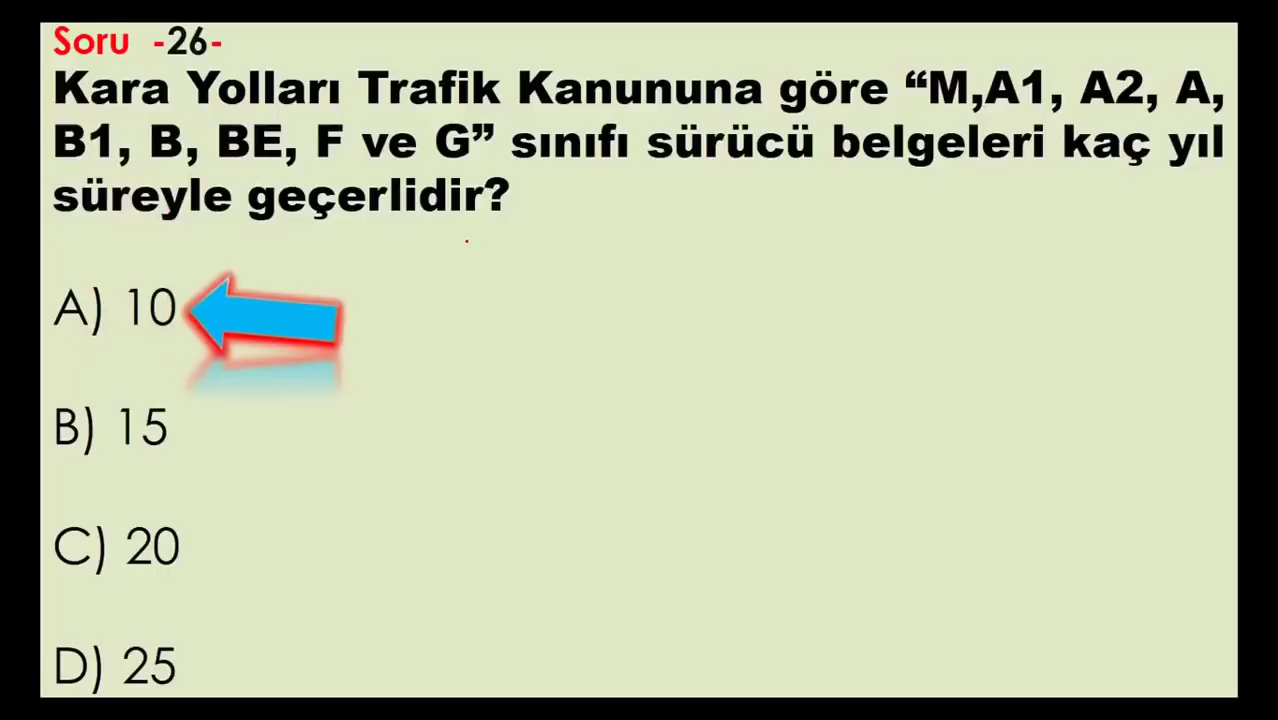 Soru -26-
Kara Yolları Trafik Kanununa göre “M,A1, A2, A,
B1, B, BE, F ve G” sınıfı sürücü belgeleri kaç yıl
süreyle geçerlidir?
A) 10
B) 15
C) 20
D) 25